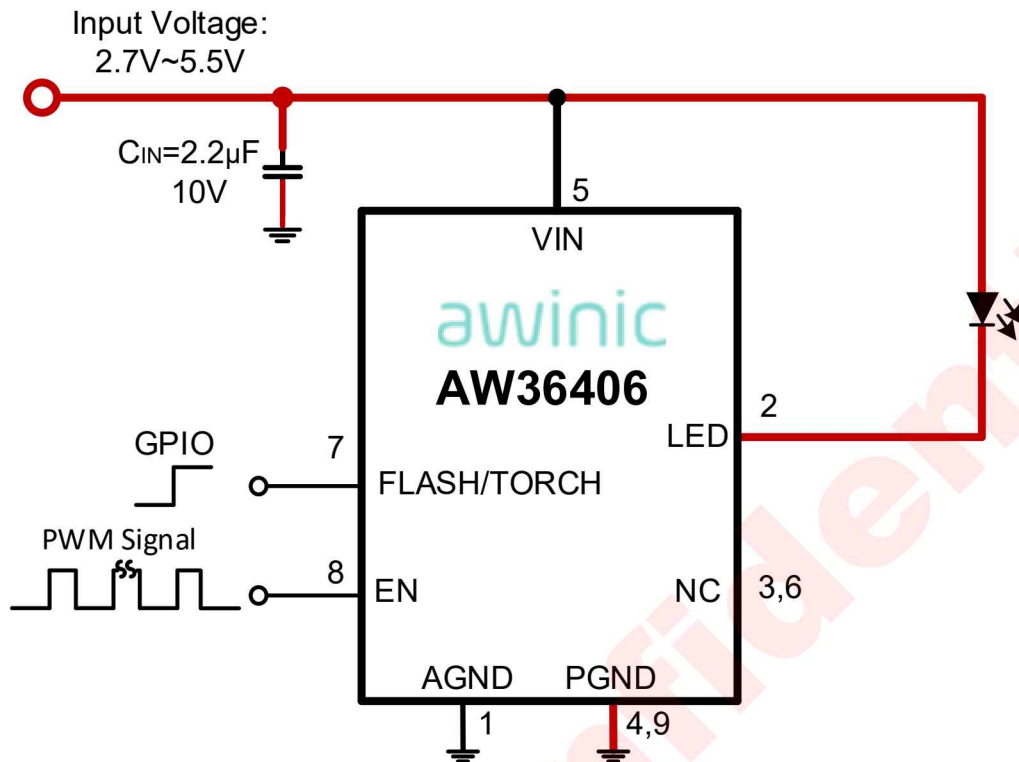 Input Voltage:
2.7V~5.5V
CIN=2.2µF
10V
5
VIN
awinic
AW36406
2
LED
GPIO
7
FLASH/TORCH
PWM Signal
8
EN
NC
3,6
AGND
PGND
1
4,9